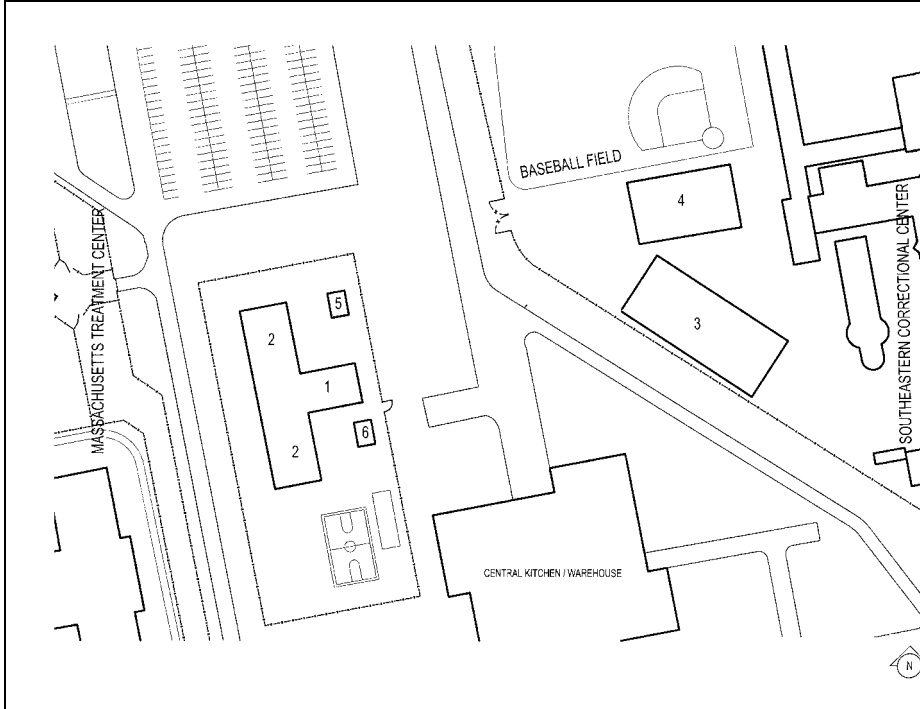 BASEBALL FIELD
4
MASSACHUSETTS TREATMENT CENTER
SOUTHEASTERN CORRECTIONAL CENTER
5
2
3
1
6
2
CENTRAL KITCHEN / WAREHOUSE
N